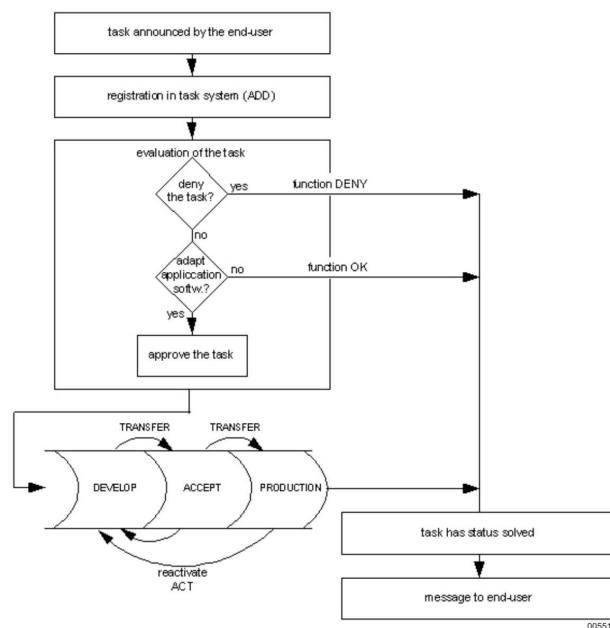 task announced by the end-user
registration in task system (ADD)
evaluation of the task
deny
the task?
yes
function DENY
no
adapt
appliccation
softw.?
no
function OK
yes
approve the task
TRANSFER
TRANSFER
DEVELOP
ACCEPT
PRODUCTION
reactivate
ACT
task has status solved
message to end-user
00551